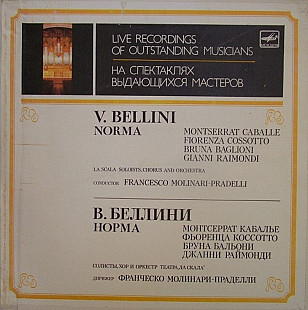 LIVE RECORDINGS
OF OUTSTANDING MUSICIANS
НА СПЕКТАКЛЯХ
ВЫДАЮЩИХСЯ МАСТЕРОВ
V. BELLINI
NORMA
MONTSERRAT CABALLE
FIORENZA COSSOTTO
BRUNA BAGLIONI
GIANNI RAIMONDI
LA SCALA SOLOISTS, CHORUS AND ORCHESTRA
CONDUCTOR FRANCESCO MOLINARI-PRADELLI
В. БЕЛЛИНИ
НОРМА
МОНТСЕРРАТ КАБАЛЬЕ
ФЬОРЕНЦА КОССОТТО
БРУНА БАЛЬОНИ
ДЖАННИ РАЙМОНДИ
СОЛИСТЫ, ХОР И ОРКЕСТР ТЕАТРА „ЛА СКАЛА"
ДИРИЖЕР ФРАНЧЕСКО МОЛИНАРИ-ПРАДЕЛЛИ